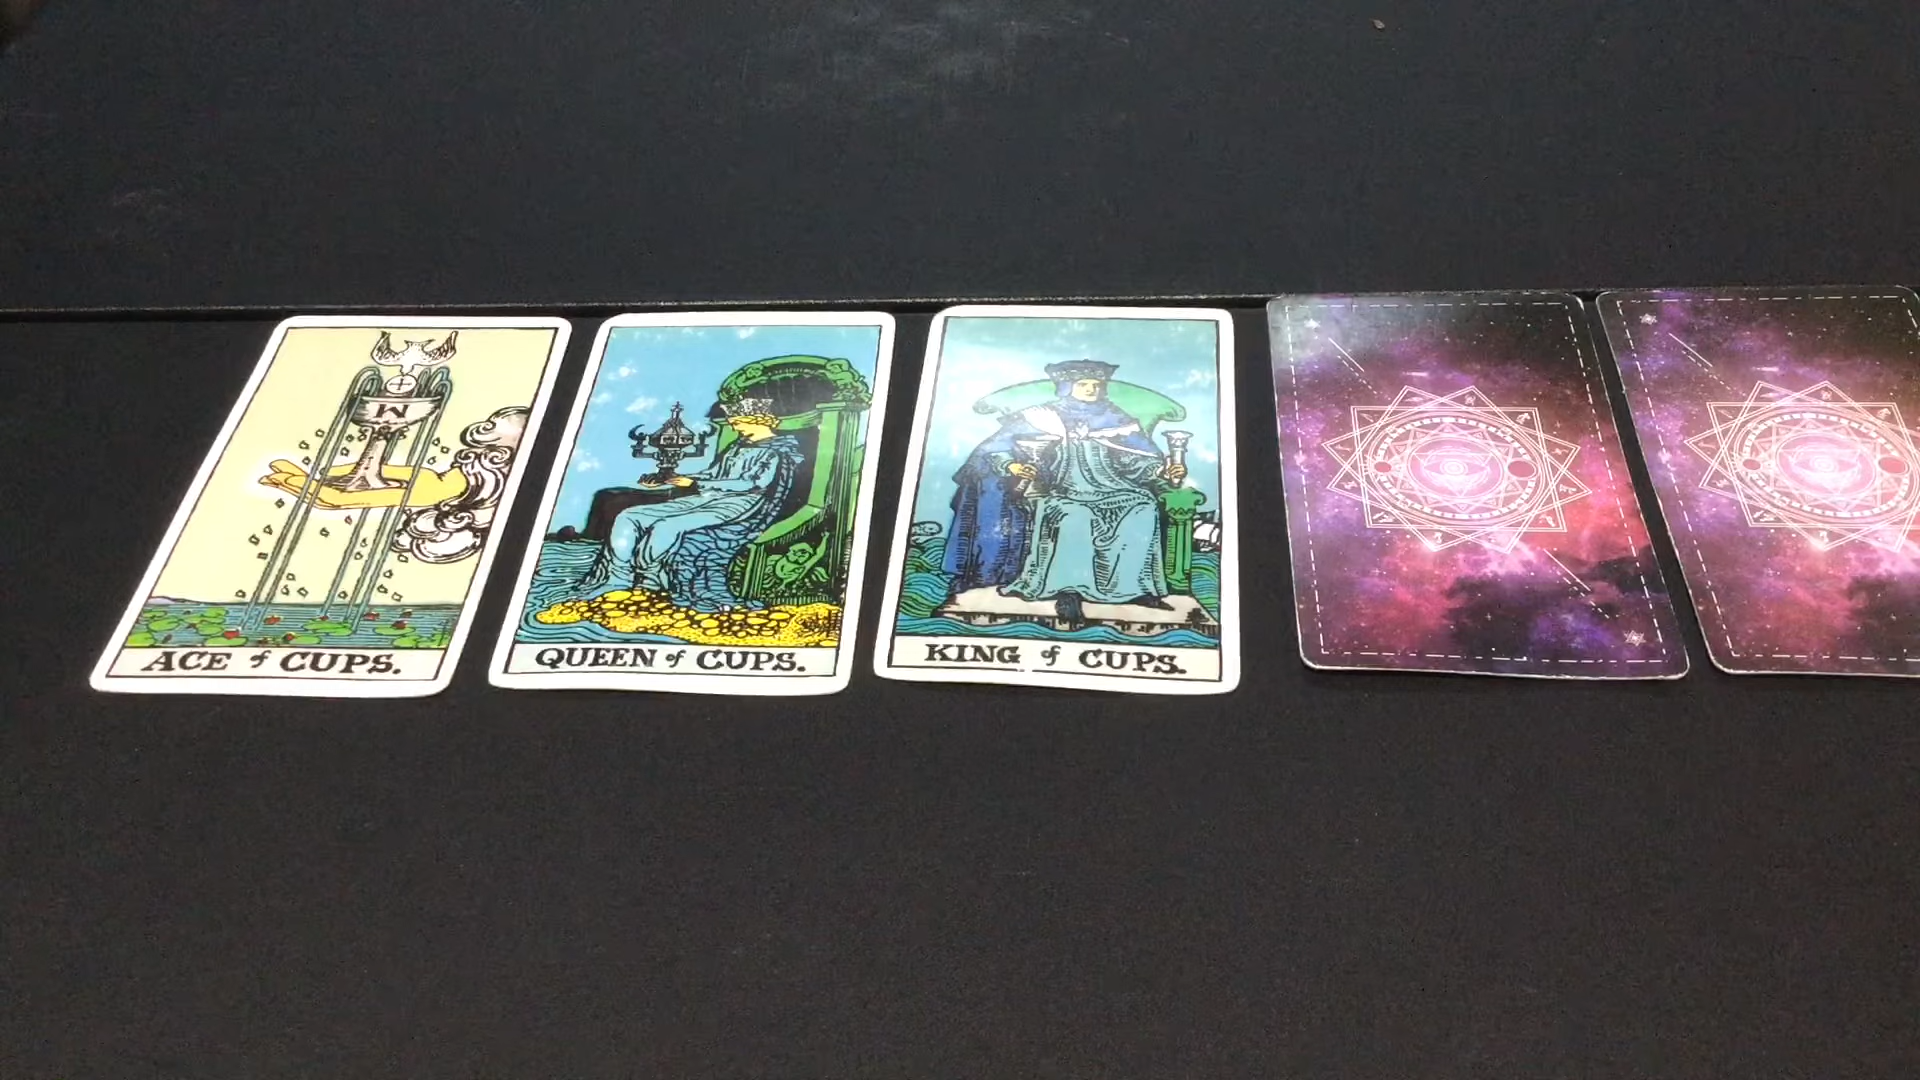 M
ACE of CUPS.
QUEEN of CUPS.
KING of CUPS.